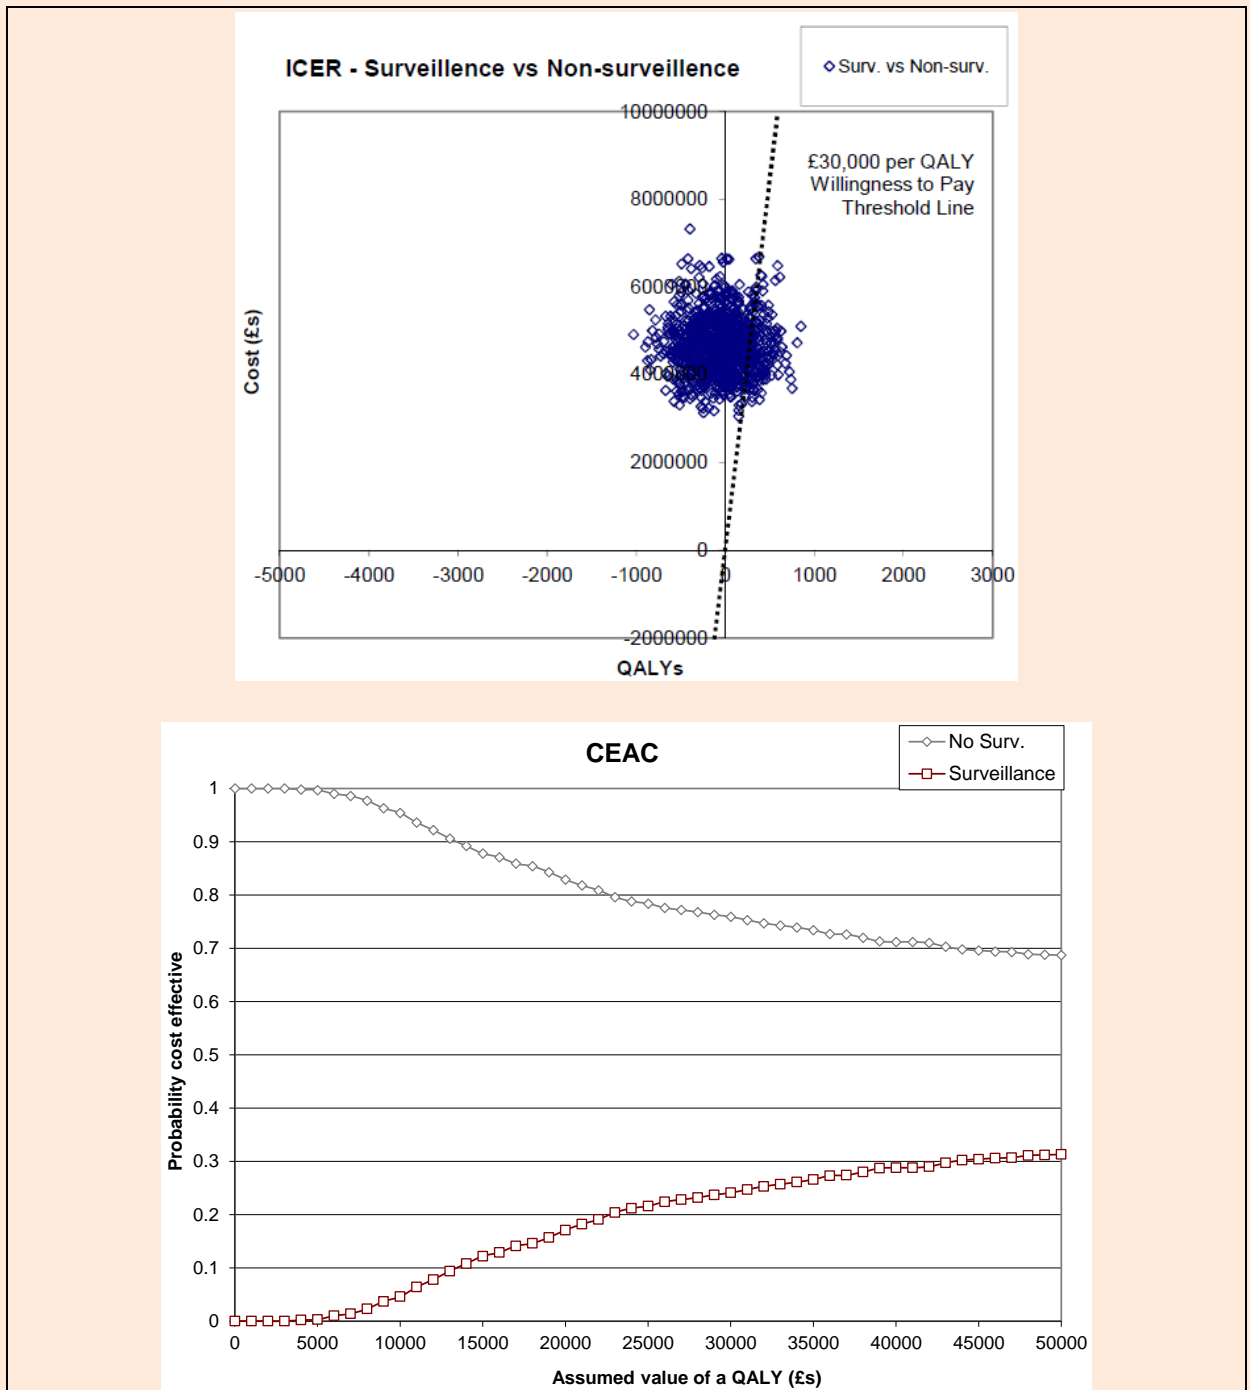 ICER - Surveillence vs Non-surveillence
Surv. vs Non-surv.
10000000
£30,000 per QALY
Willingness to Pay
Threshold Line
8000000
6000000
4000000
2000000
0
-2000000
Cost (£s)
-5000 -4000 -3000 -2000 -1000 0 1000 2000 3000
QALYs
CEAC
No Surv.
Surveillance
1
0.9
0.8
0.7
0.6
0.5
0.4
0.3
0.2
0.1
0
Probability cost effective
0 5000 10000 15000 20000 25000 30000 35000 40000 45000 50000
Assumed value of a QALY (£s)